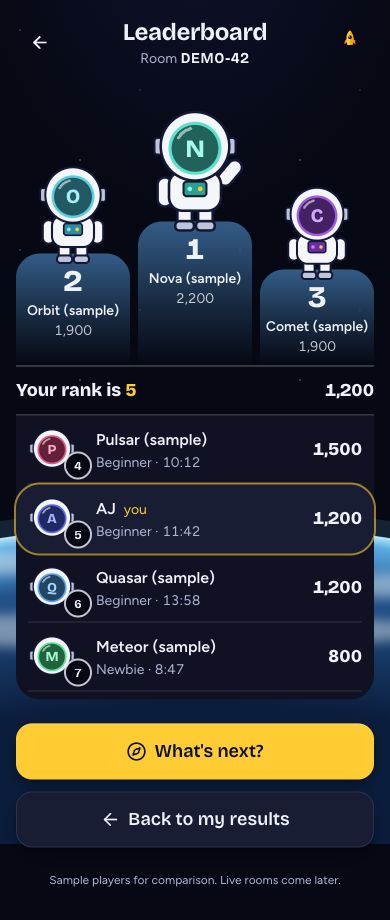 Leaderboard
Room DEMO-42
N
O
C
1
Nova (sample)
2,200
2
Orbit (sample)
1,900
3
Comet (sample)
1,900
Your rank is 5
1,200
P
4
Pulsar (sample)
Beginner · 10:12
1,500
A
5
AJ you
Beginner · 11:42
1,200
Q
6
Quasar (sample)
Beginner · 13:58
1,200
M
7
Meteor (sample)
Newbie · 8:47
800
What's next?
Back to my results
Sample players for comparison. Live rooms come later.